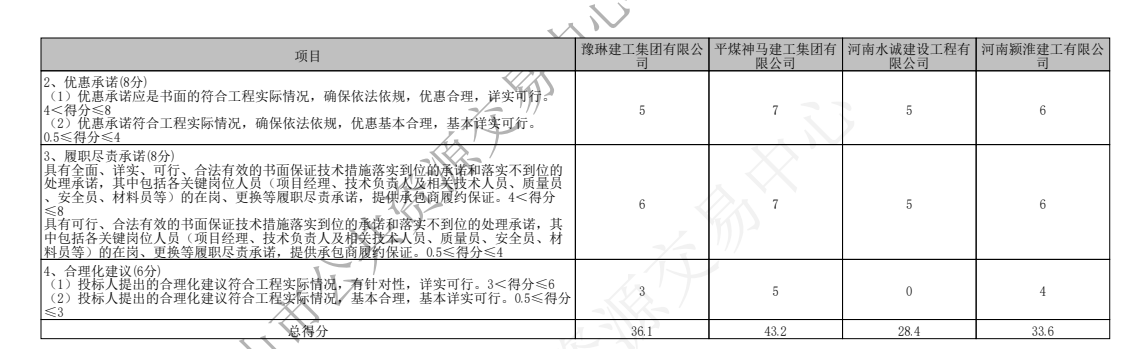 项目
豫琳建工集团有限公
司
平煤神马建工集团有
限公司
河南水诚建设工程有
限公司
河南颍淮建工有限公
司
2、优惠承诺(8分)
（1）优惠承诺应是书面的符合工程实际情况，确保依法依规，优惠合理，详实可行。
4＜得分≤8
（2）优惠承诺符合工程实际情况，确保依法依规，优惠基本合理，基本详实可行。
0.5≤得分≤4
5
7
5
6
3、履职尽责承诺(8分)
具有全面、详实、可行、合法有效的书面保证技术措施落实到位的承诺和落实不到位的
处理承诺，其中包括各关键岗位人员（项目经理、技术负责人及相关技术人员、质量员
、安全员、材料员等）的在岗、更换等履职尽责承诺，提供承包商履约保证。4＜得分
≤8
具有可行、合法有效的书面保证技术措施落实到位的承诺和落实不到位的处理承诺，其
中包括各关键岗位人员（项目经理、技术负责人及相关技术人员、质量员、安全员、材
料员等）的在岗、更换等履职尽责承诺，提供承包商履约保证。0.5≤得分≤4
6
7
5
6
4、合理化建议(6分)
（1）投标人提出的合理化建议符合工程实际情况，有针对性，详实可行。3＜得分≤6
（2）投标人提出的合理化建议符合工程实际情况，基本合理，基本详实可行。0.5≤得分
≤3
3
5
0
4
总得分
36.1
43.2
28.4
33.6
市公共资源交易中心
资源交易中心